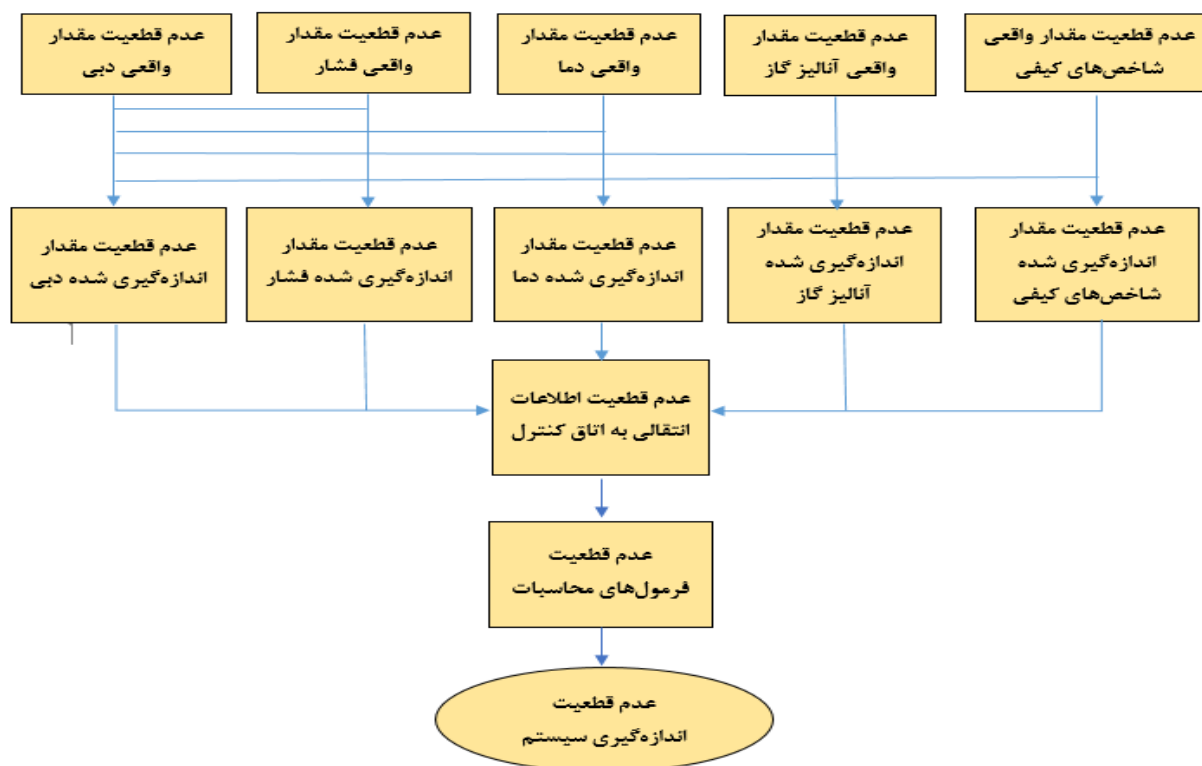 عدم قطعیت مقدار واقعی
شاخص‌های کیفی
عدم قطعیت مقدار
واقعی آنالیز گاز
عدم قطعیت مقدار
واقعی دما
عدم قطعیت مقدار
واقعی فشار
عدم قطعیت مقدار
واقعی دبی
عدم قطعیت مقدار
اندازه‌گیری شده
شاخص‌های کیفی
عدم قطعیت مقدار
اندازه‌گیری شده
آنالیز گاز
عدم قطعیت مقدار
اندازه‌گیری شده دما
عدم قطعیت مقدار
اندازه‌گیری شده فشار
عدم قطعیت مقدار
اندازه‌گیری شده دبی
عدم قطعیت اطلاعات
انتقالی به اتاق کنترل
عدم قطعیت
فرمول‌های محاسبات
عدم قطعیت
اندازه‌گیری سیستم